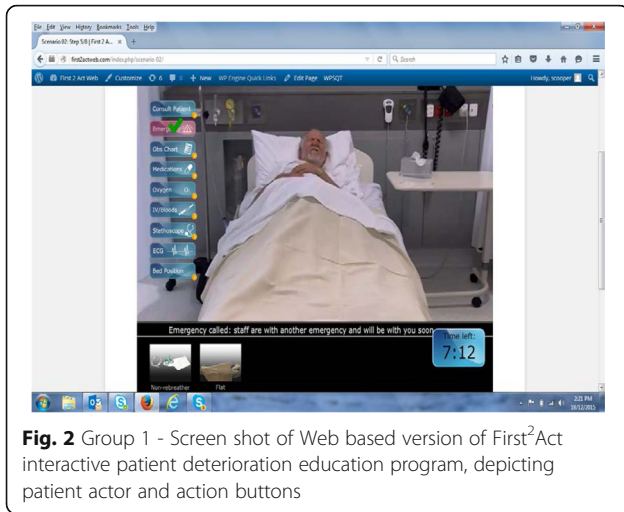 File Edit View History Bookmarks Tools Help
Scenario 02: Step 5/8 | First 2 A...
first2actweb.com/index.php/scenario-02/
Search
First 2 Act Web Customize 6 0 + New WP Engine Quick Links Edit Page WPSQT
Howdy, scooper
Consult Patient
Obs Chart
Medications
Oxygen O₂
IV/bloods
Stethoscope
ECG
Bed Position
Emergency called: staff are with another emergency and will be with you soon
Time left:
7:12
Non-rebreather Flat
2:21 PM
16/12/2015
Fig. 2 Group 1 - Screen shot of Web based version of First²Act
interactive patient deterioration education program, depicting
patient actor and action buttons